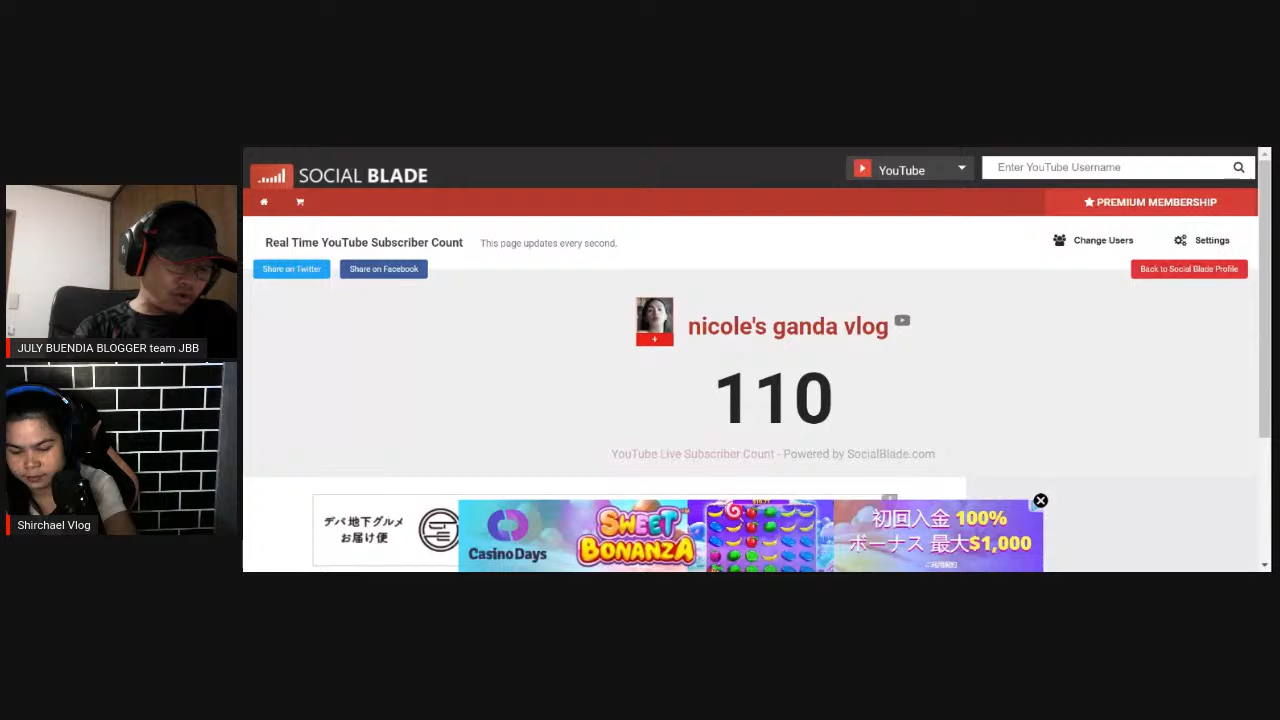 SOCIAL BLADE
YouTube
Enter YouTube Username
PREMIUM MEMBERSHIP
Real Time YouTube Subscriber Count
This page updates every second.
Change Users
Settings
Share on Twitter
Share on Facebook
Back to Social Blade Profile
nicole's ganda vlog
110
YouTube Live Subscriber Count - Powered by SocialBlade.com
JULY BUENDIA BLOGGER team JBB
Shirchael Vlog
デパ地下グルメ
お届け便
CasinoDays
SWEET
BONANZA
初回入金 100%
ボーナス 最大$1,000